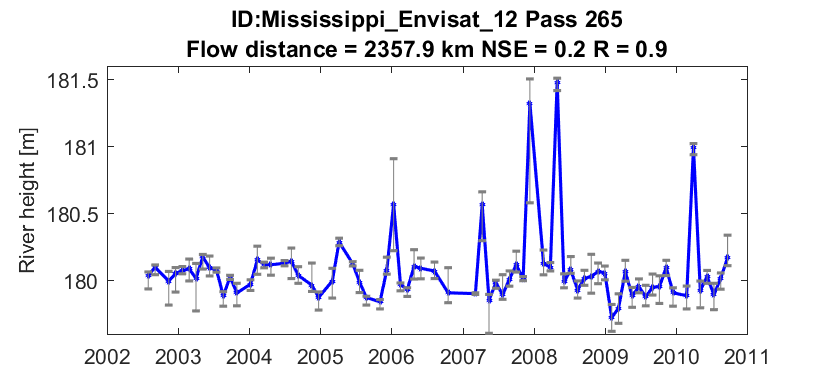 ID:Mississippi_Envisat_12 Pass 265
Flow distance = 2357.9 km NSE = 0.2 R = 0.9
River height [m]
181.5
181
180.5
180
2002 2003 2004 2005 2006 2007 2008 2009 2010 2011